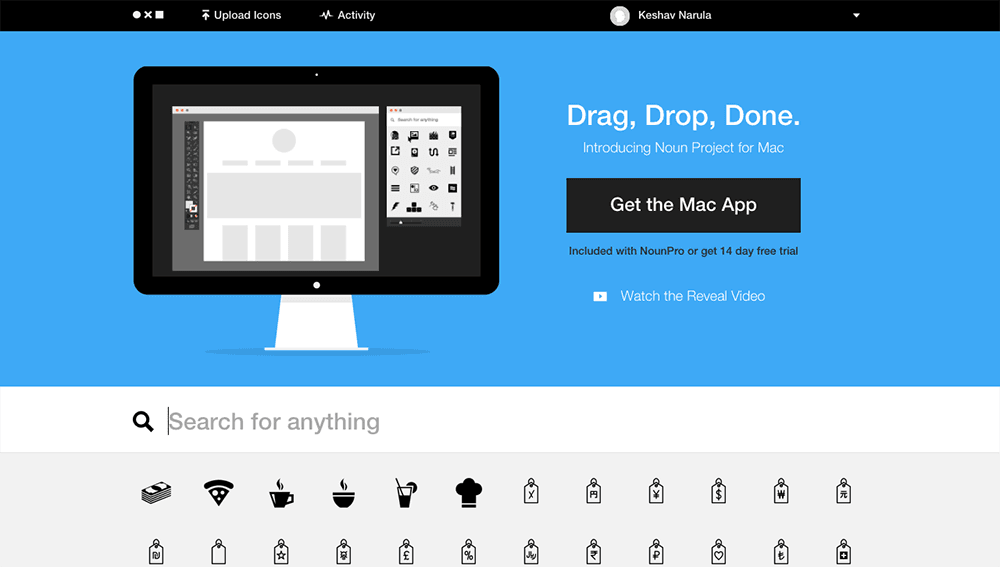 Upload Icons
Activity
Keshav Narula
Search for anything
Drag, Drop, Done.
Introducing Noun Project for Mac
Get the Mac App
Included with NounPro or get 14 day free trial
Watch the Reveal Video
Search for anything
¥
$
₩
元
₪
£
%
₹
₽
₺